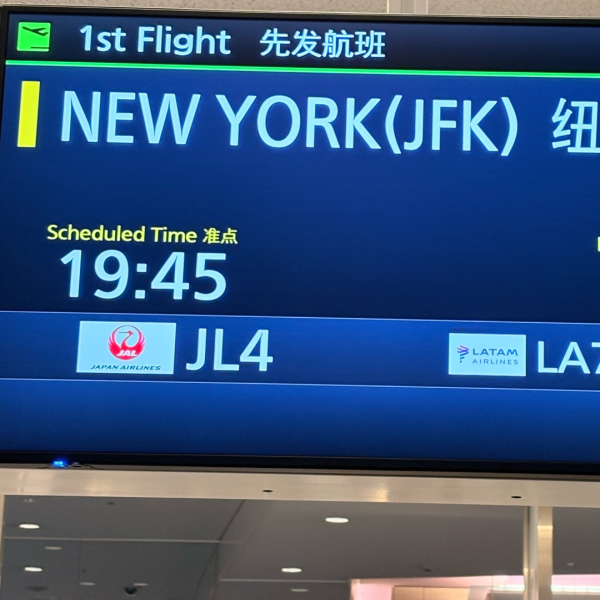 1st Flight 先发航班
NEW YORK(JFK) 纽
Scheduled Time 准点
19:45
JAL
JAPAN AIRLINES
JL4
LATAM
AIRLINES
LA7